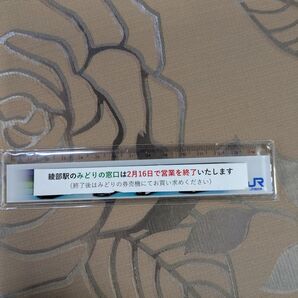 綾部駅のみどりの窓口は2月16日で営業を終了いたします
(終了後はみどりの券売機にてお買い求めください)
JR